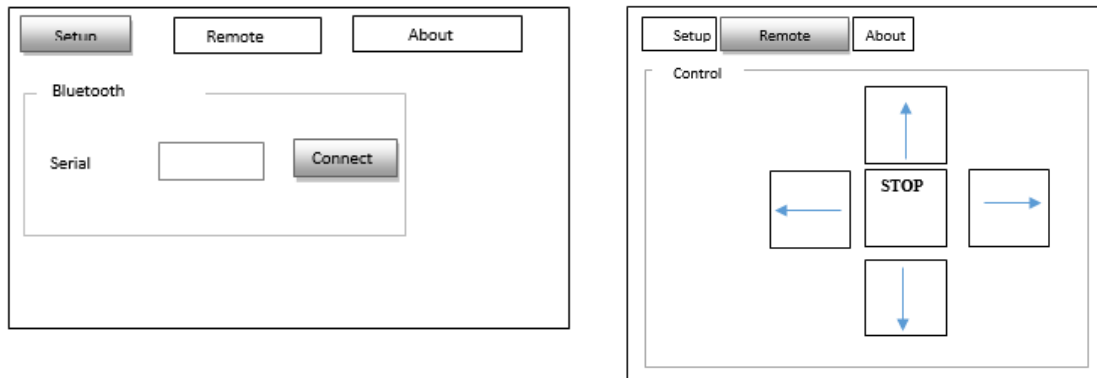 Setup
Remote
About
Bluetooth
Serial
Connect
Setup
Remote
About
Control
STOP